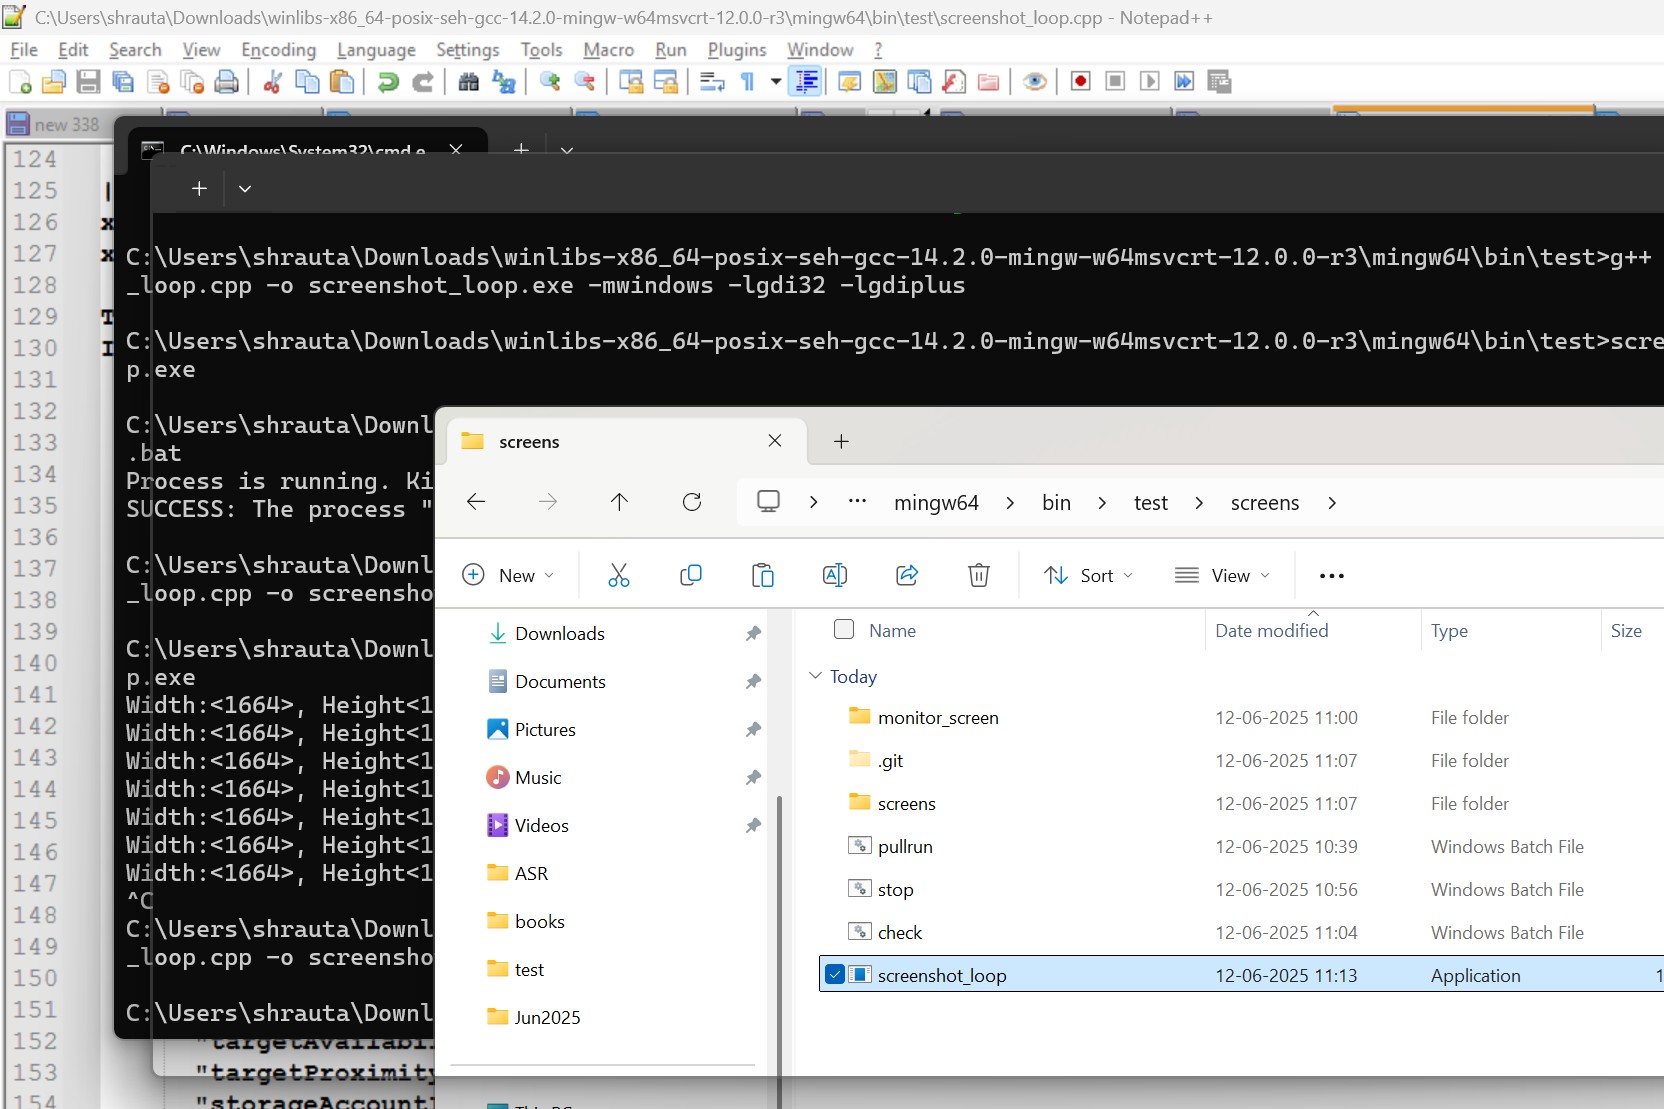 C:\Users\shrauta\Downloads\winlibs-x86_64-posix-seh-gcc-14.2.0-mingw-w64msvcrt-12.0.0-r3\mingw64\bin\test\screenshot_loop.cpp - Notepad++
File Edit Search View Encoding Language Settings Tools Macro Run Plugins Window ?
new 338
C:\Windows\System32\cmd.e
124
125 |
126 x
127 x
128
129 T
130 I
131
132
133
134
135
136
137
138
139
140
141
142
143
144
145
146
147
148
149
150
151
152
153
154
C:\Users\shrauta\Downloads\winlibs-x86_64-posix-seh-gcc-14.2.0-mingw-w64msvcrt-12.0.0-r3\mingw64\bin\test>g++
_loop.cpp -o screenshot_loop.exe -mwindows -lgdi32 -lgdiplus
C:\Users\shrauta\Downloads\winlibs-x86_64-posix-seh-gcc-14.2.0-mingw-w64msvcrt-12.0.0-r3\mingw64\bin\test>scre
p.exe
C:\Users\shrauta\Downl
.bat
Process is running. Ki
SUCCESS: The process "
C:\Users\shrauta\Downl
_loop.cpp -o screensho
C:\Users\shrauta\Downl
p.exe
Width:<1664>, Height<1
Width:<1664>, Height<1
Width:<1664>, Height<1
Width:<1664>, Height<1
Width:<1664>, Height<1
Width:<1664>, Height<1
Width:<1664>, Height<1
^C
C:\Users\shrauta\Downl
_loop.cpp -o screensho
C:\Users\shrauta\Downl
"targetAvailabil
"targetProximity
"storageAccount
screens
mingw64 > bin > test > screens >
New Sort View
Downloads
Documents
Pictures
Music
Videos
ASR
books
test
Jun2025
This PC
Name Date modified Type Size
Today
monitor_screen 12-06-2025 11:00 File folder
.git 12-06-2025 11:07 File folder
screens 12-06-2025 11:07 File folder
pullrun 12-06-2025 10:39 Windows Batch File
stop 12-06-2025 10:56 Windows Batch File
check 12-06-2025 11:04 Windows Batch File
screenshot_loop 12-06-2025 11:13 Application 1